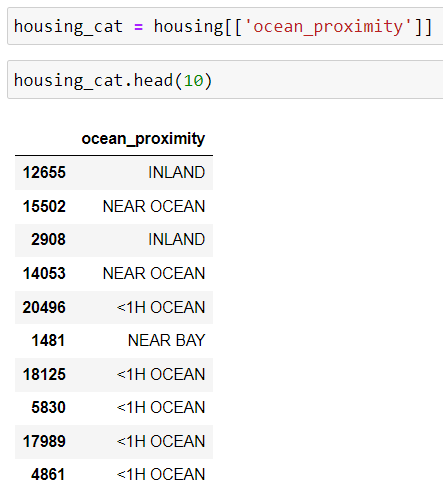 housing_cat = housing[['ocean_proximity']]
housing_cat.head(10)
ocean_proximity
12655 INLAND
15502 NEAR OCEAN
2908 INLAND
14053 NEAR OCEAN
20496 <1H OCEAN
1481 NEAR BAY
18125 <1H OCEAN
5830 <1H OCEAN
17989 <1H OCEAN
4861 <1H OCEAN